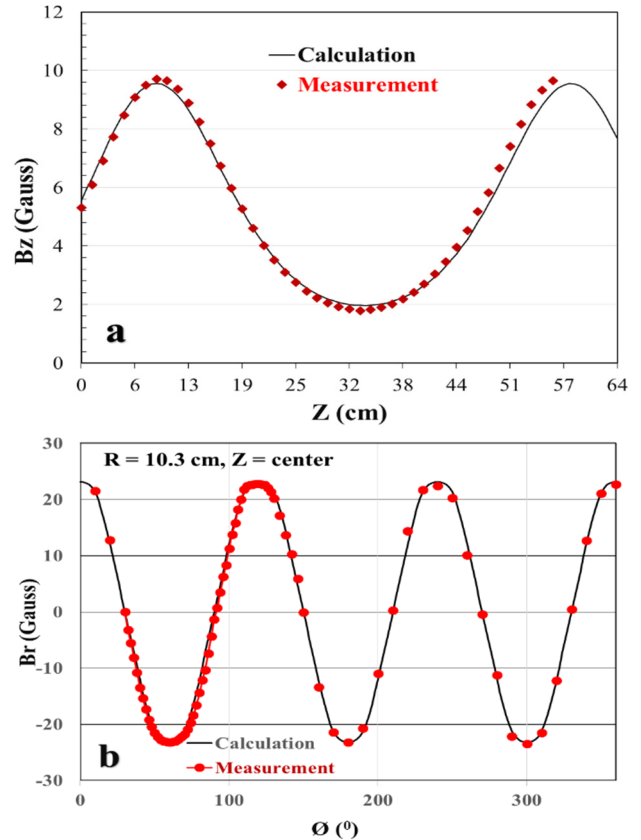 12
10
8
6
4
2
0
Calculation
Measurement
Bz (Gauss)
a
0 6 13 19 25 32 38 44 51 57 64
Z (cm)
30
20
10
0
-10
-20
-30
R = 10.3 cm, Z = center
Br (Gauss)
Calculation
Measurement
b
0 100 200 300
Ø (⁰)